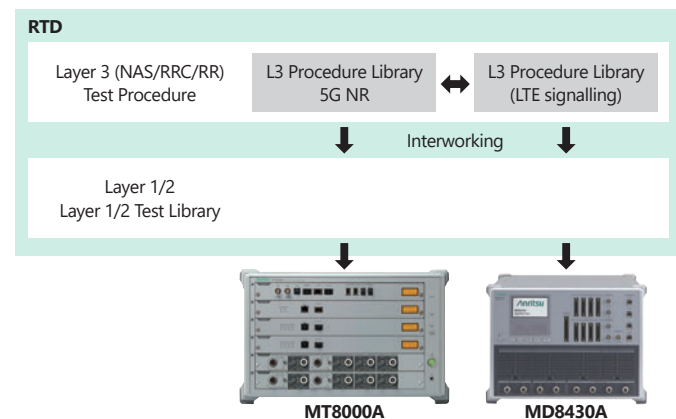 RTD
Layer 3 (NAS/RRC/RR)
Test Procedure
L3 Procedure Library
5G NR
L3 Procedure Library
(LTE signalling)
Interworking
Layer 1/2
Layer 1/2 Test Library
Anritsu
MT8000A
MD8430A